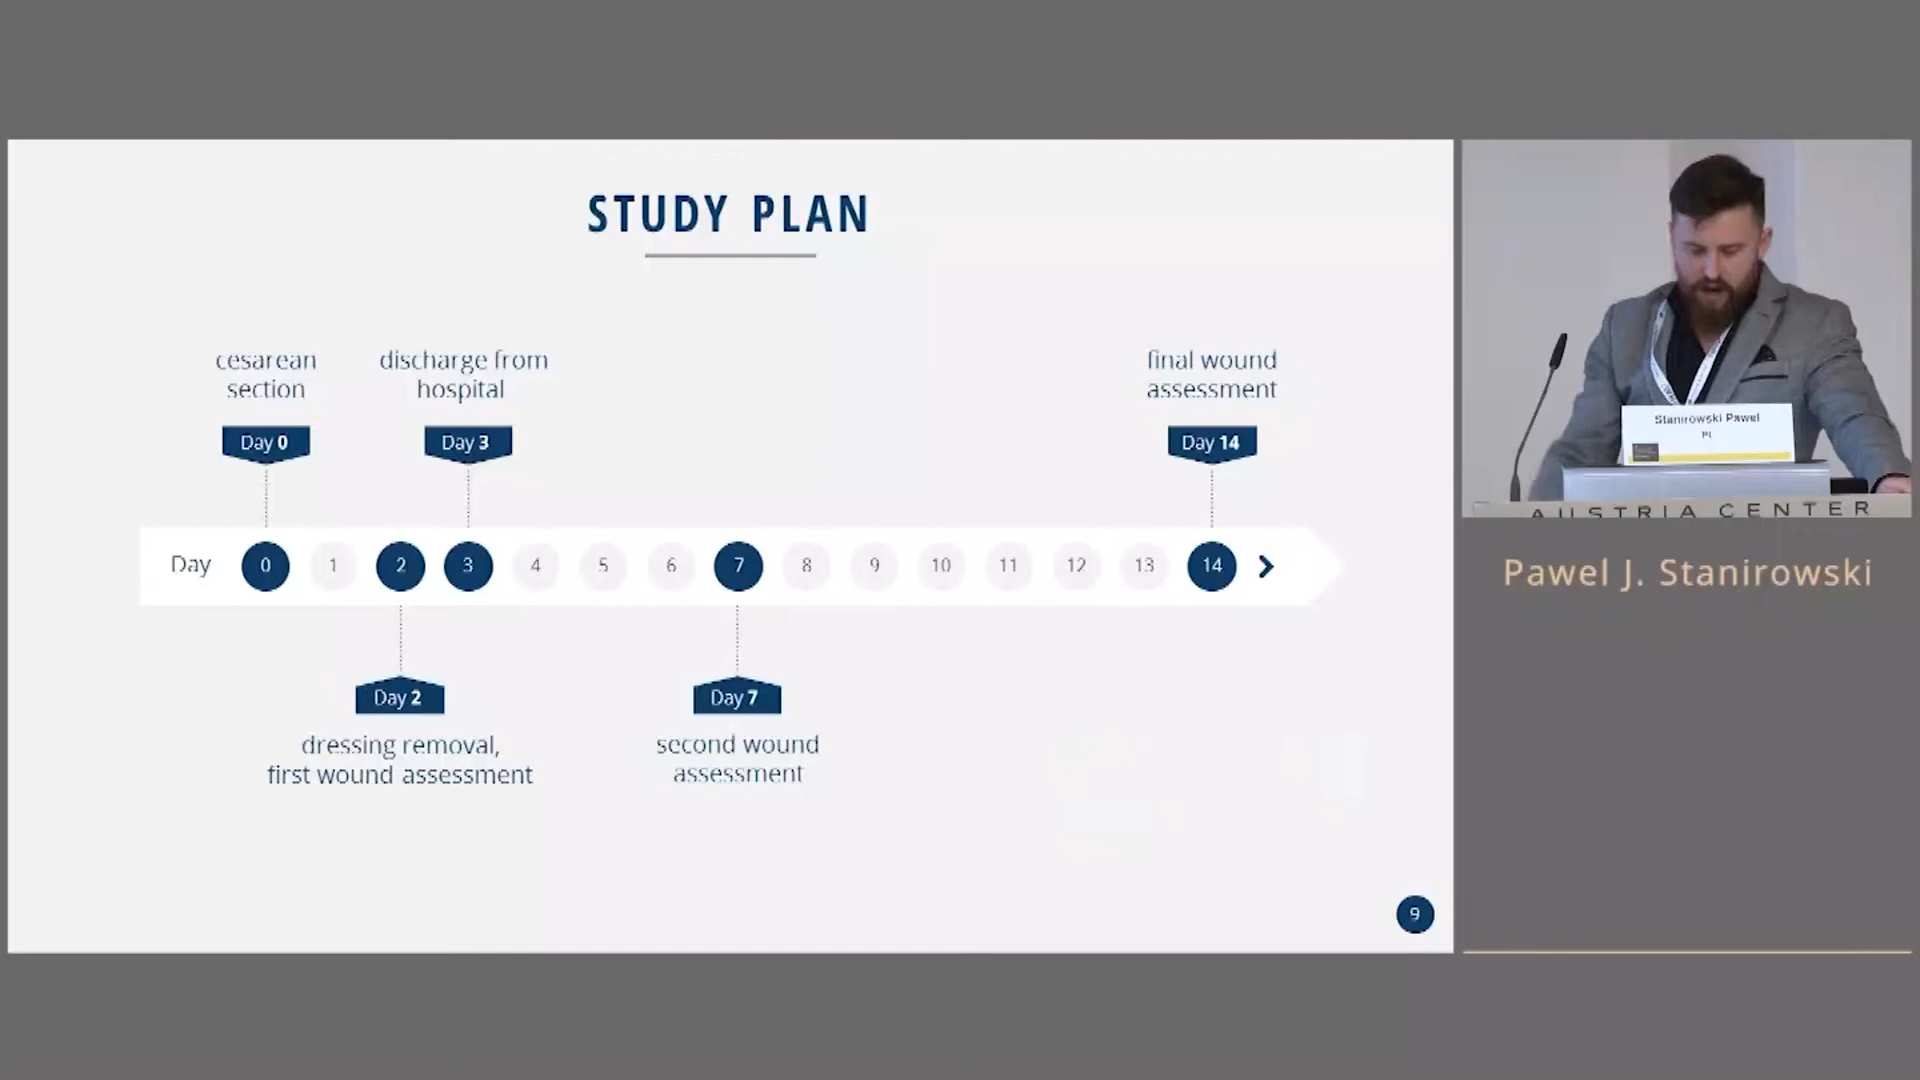 STUDY PLAN
cesarean
section
discharge from
hospital
final wound
assessment
Day 0
Day 3
Day 14
Day 0 1 2 3 4 5 6 7 8 9 10 11 12 13 14
Day 2
Day 7
dressing removal,
first wound assessment
second wound
assessment
9
Stanirowski Pawel
PL
AUSTRIA CENTER
Pawel J. Stanirowski